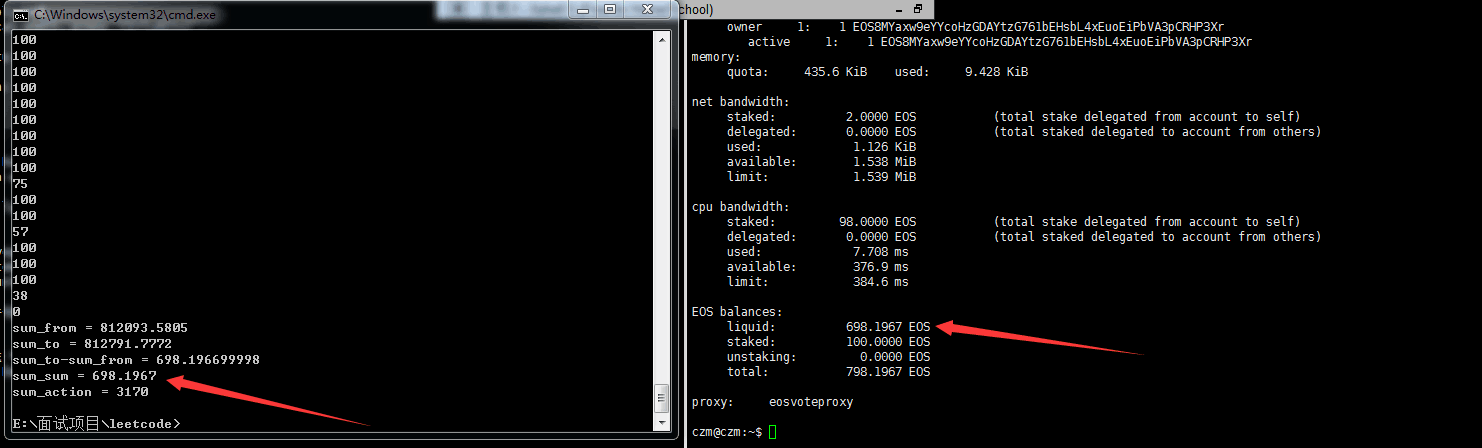 C:\Windows\system32\cmd.exe
100
100
100
100
100
100
100
100
100
75
100
100
57
100
100
100
38
0
sum_from = 812093.5805
sum_to = 812791.7772
sum_to-sum_from = 698.196699998
sum_sum = 698.1967
sum_action = 3170
E:\面试项目\leetcode>
chool)
owner 1: 1 EOS8MYaxw9eYYcoHzGDAYtzG761bEHsbL4xEuoEiPbVA3pCRHP3Xr
active 1: 1 EOS8MYaxw9eYYcoHzGDAYtzG761bEHsbL4xEuoEiPbVA3pCRHP3Xr
memory:
quota: 435.6 KiB used: 9.428 KiB
net bandwidth:
staked: 2.0000 EOS (total stake delegated from account to self)
delegated: 0.0000 EOS (total staked delegated to account from others)
used: 1.126 KiB
available: 1.538 MiB
limit: 1.539 MiB
cpu bandwidth:
staked: 98.0000 EOS (total stake delegated from account to self)
delegated: 0.0000 EOS (total staked delegated to account from others)
used: 7.708 ms
available: 376.9 ms
limit: 384.6 ms
EOS balances:
liquid: 698.1967 EOS
staked: 100.0000 EOS
unstaking: 0.0000 EOS
total: 798.1967 EOS
proxy: eosvoteproxy
czm@czm:~$